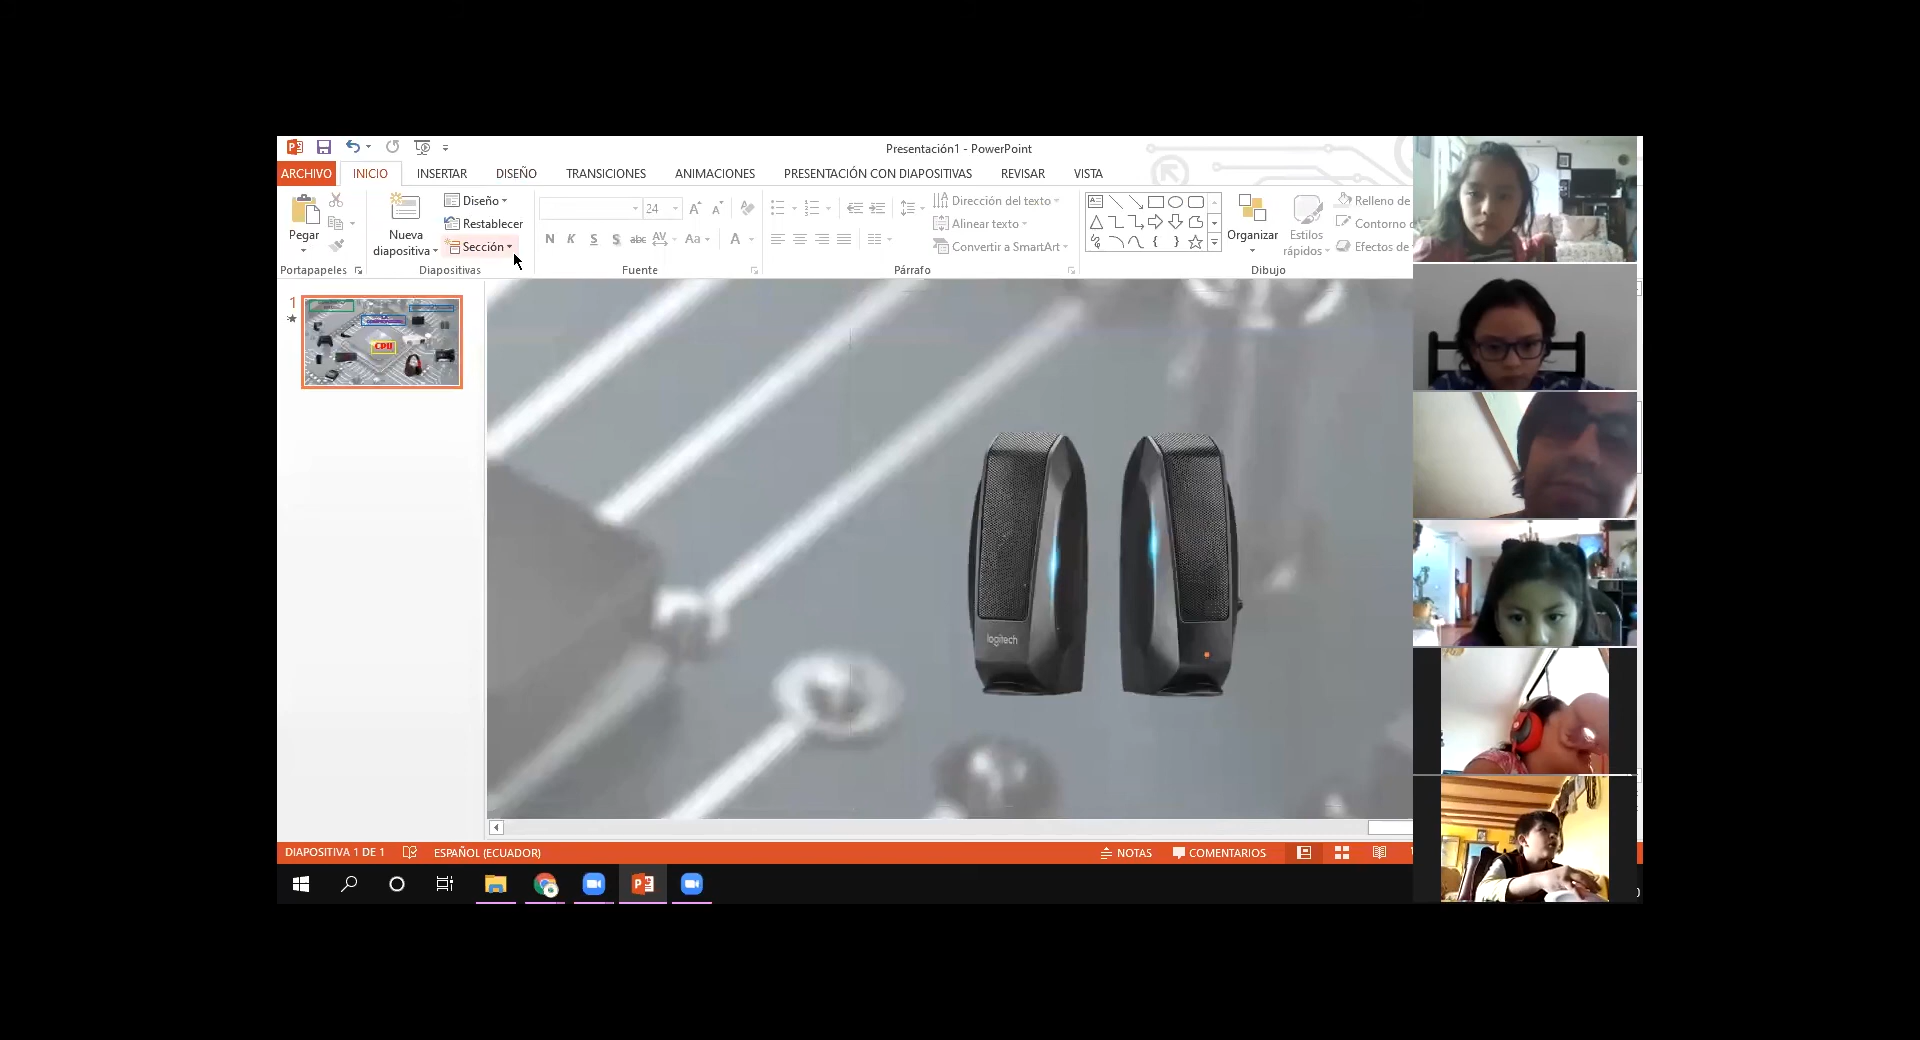 Presentación1 - PowerPoint
ARCHIVO INICIO INSERTAR DISEÑO TRANSICIONES ANIMACIONES PRESENTACIÓN CON DIAPOSITIVAS REVISAR VISTA
Pegar
Nueva diapositiva
Diseño
Restablecer
Sección
24
N K S S abc AV Aa A
Dirección del texto
Alinear texto
Convertir a SmartArt
Organizar
Estilos rápidos
Relleno de
Contorno
Efectos de
Portapapeles Diapositivas Fuente Párrafo Dibujo
1
CPU
logitech
DIAPOSITIVA 1 DE 1 ESPAÑOL (ECUADOR) NOTAS COMENTARIOS